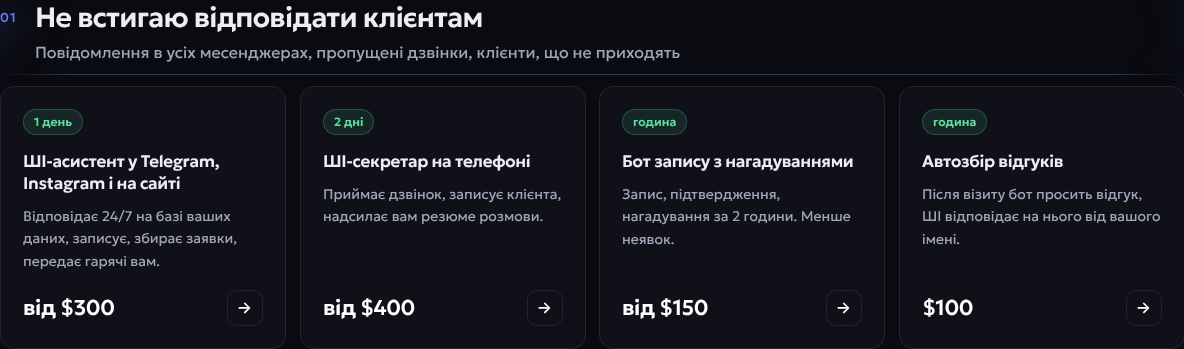 01
Не встигаю відповідати клієнтам
Повідомлення в усіх месенджерах, пропущені дзвінки, клієнти, що не приходять
1 день
ШІ-асистент у Telegram,
Instagram і на сайті
Відповідає 24/7 на базі ваших
даних, записує, збирає заявки,
передає гарячі вам.
від $300
→
2 дні
ШІ-секретар на телефоні
Приймає дзвінок, записує клієнта,
надсилає вам резюме розмови.
від $400
→
година
Бот запису з нагадуваннями
Запис, підтвердження,
нагадування за 2 години. Менше
неявок.
від $150
→
година
Автозбір відгуків
Після візиту бот просить відгук,
ШІ відповідає на нього від вашого
імені.
$100
→